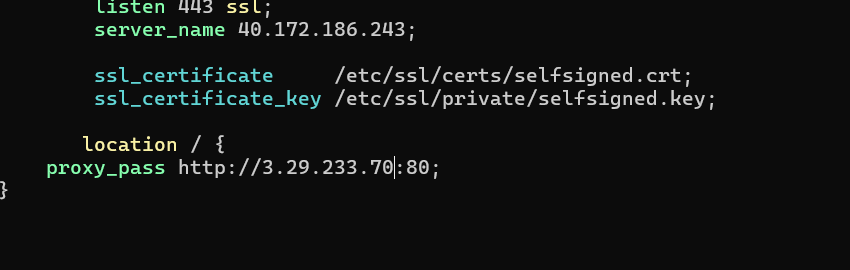 listen 443 ssl;
server_name 40.172.186.243;
ssl_certificate /etc/ssl/certs/selfsigned.crt;
ssl_certificate_key /etc/ssl/private/selfsigned.key;
location / {
proxy_pass http://3.29.233.70:80;
}